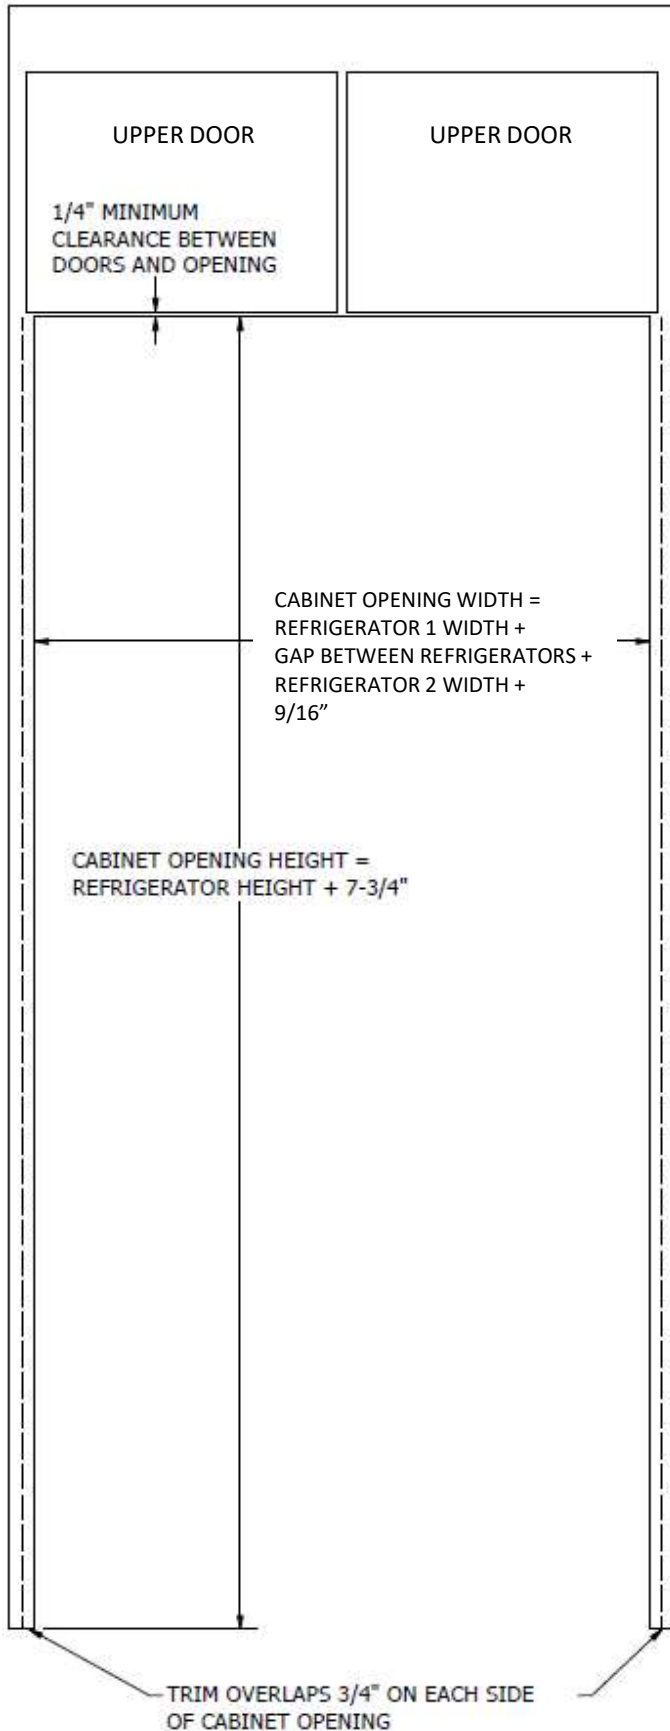 UPPER DOOR
UPPER DOOR
1/4" MINIMUM
CLEARANCE BETWEEN
DOORS AND OPENING
CABINET OPENING WIDTH =
REFRIGERATOR 1 WIDTH +
GAP BETWEEN REFRIGERATORS +
REFRIGERATOR 2 WIDTH +
9/16”
CABINET OPENING HEIGHT =
REFRIGERATOR HEIGHT + 7-3/4"
TRIM OVERLAPS 3/4" ON EACH SIDE
OF CABINET OPENING